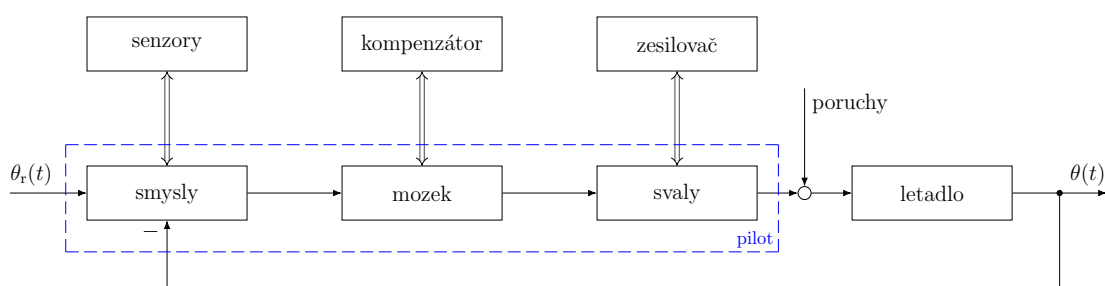 senzory
kompenzátor
zesilovač
poruchy
θr(t)
smysly
mozek
svaly
letadlo
θ(t)
−
pilot